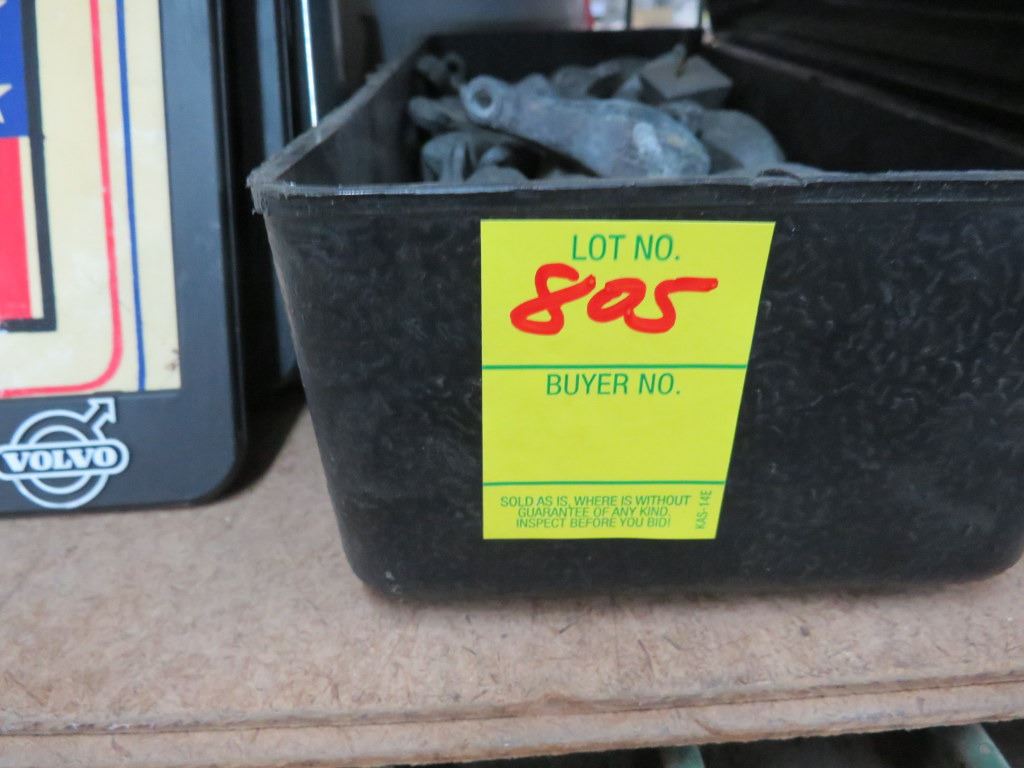 VOLVO
LOT NO.
805
BUYER NO.
SOLD AS IS, WHERE IS WITHOUT
GUARANTEE OF ANY KIND.
INSPECT BEFORE YOU BID!
KAS-14E